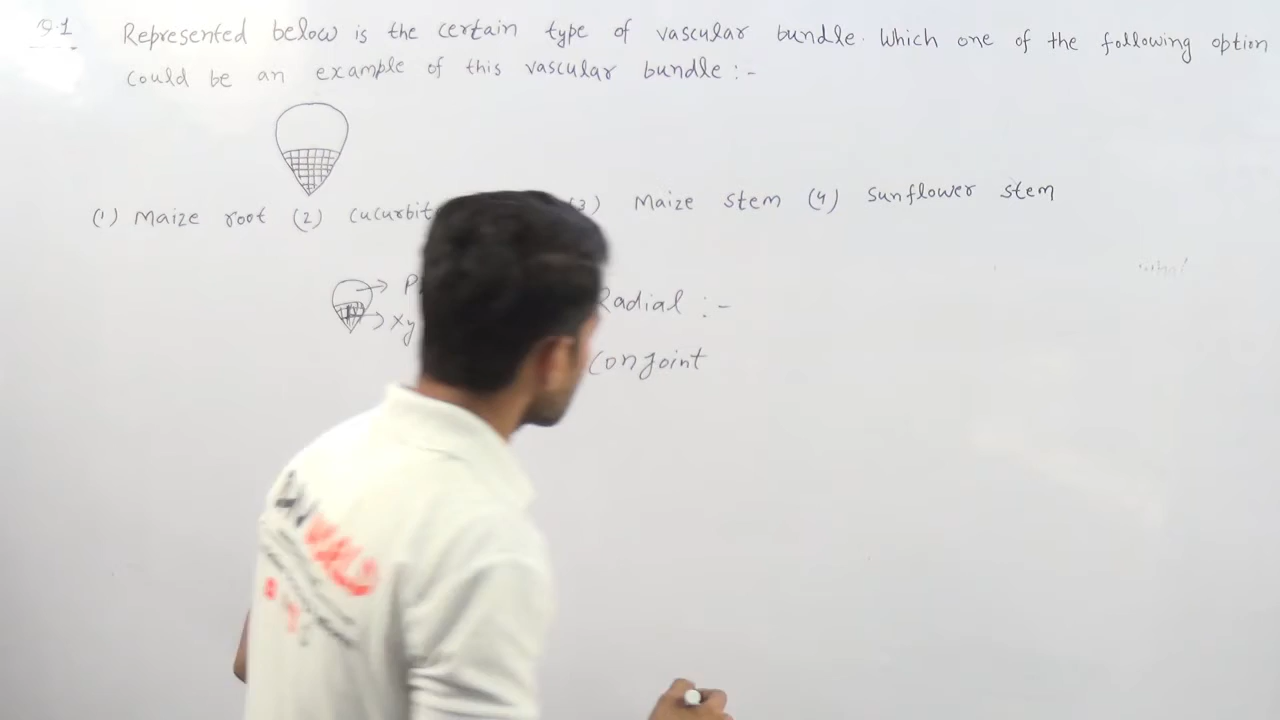 Q.1 Represented below is the certain type of vascular bundle. Which one of the following option
could be an example of this vascular bundle :-
(1) Maize root (2) cucurbit 3) Maize stem (4) sunflower stem
P Radial :-
xy conjoint